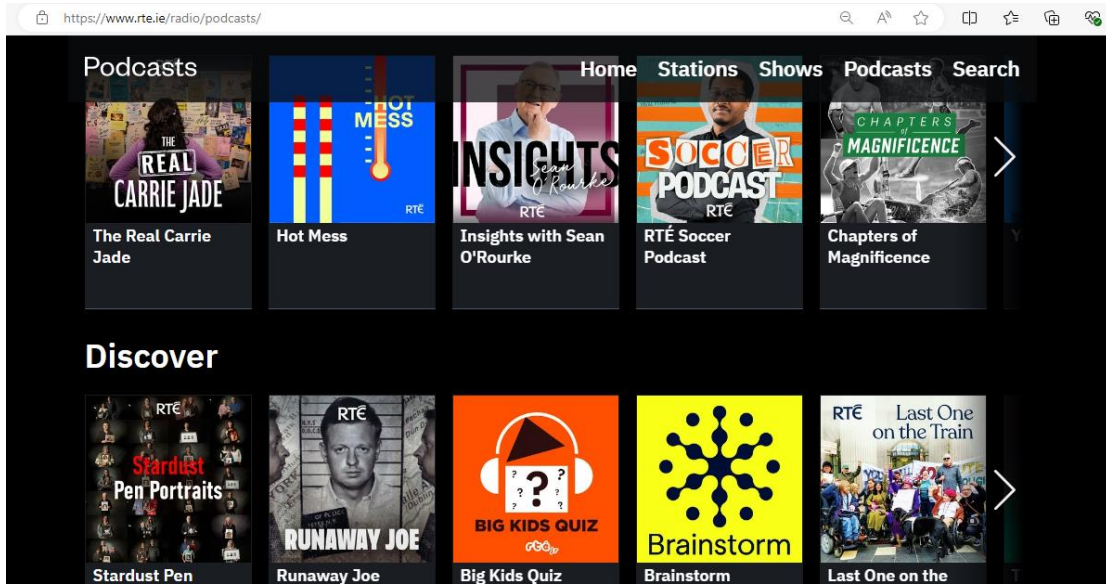 https://www.rte.ie/radio/podcasts/
Podcasts
Home Stations Shows Podcasts Search
THE
REAL
CARRIE JADE
HOT
MESS
RTÉ
INSIGHTS
Sean
O'Rourke
RTÉ
SOCCER
PODCAST
RTÉ
CHAPTERS
of
MAGNIFICENCE
The Real Carrie
Jade
Hot Mess
Insights with Sean
O'Rourke
RTÉ Soccer
Podcast
Chapters of
Magnificence
Y
Discover
RTÉ
Stardust
Pen Portraits
RTÉ
RUNAWAY JOE
? ? ?
BIG KIDS QUIZ
RTÉjr
Brainstorm
RTÉ
Last One
on the Train
Stardust Pen
Runaway Joe
Big Kids Quiz
Brainstorm
Last One on the
T